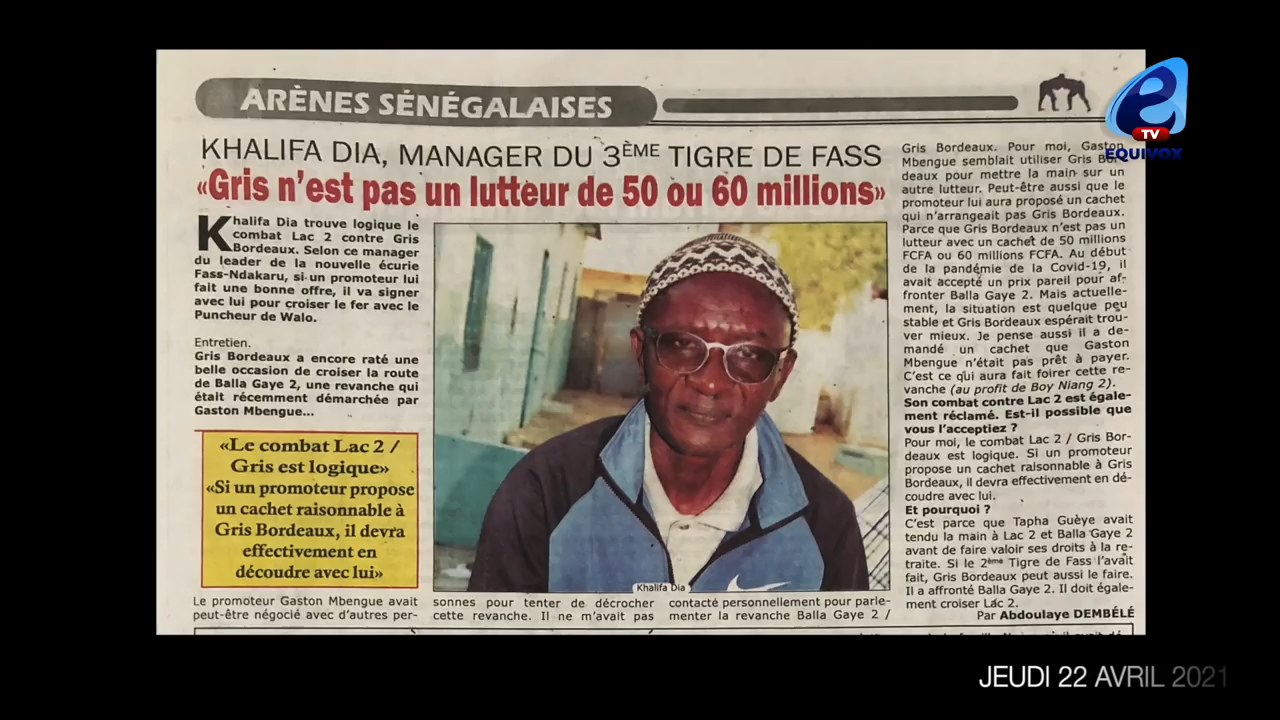 ARÈNES SÉNÉGALAISES
e
TV
EQUIVOX
KHALIFA DIA, MANAGER DU 3ÈME TIGRE DE FASS
«Gris n'est pas un lutteur de 50 ou 60 millions»
Khalifa Dia trouve logique le
combat Lac 2 contre Gris
Bordeaux. Selon ce manager
du leader de la nouvelle écurie
Fass-Ndakaru, si un promoteur lui
fait une bonne offre, il va signer
avec lui pour croiser le fer avec le
Puncheur de Walo.
Entretien.
Gris Bordeaux a encore raté une
belle occasion de croiser la route
de Balla Gaye 2, une revanche qui
était récemment démarchée par
Gaston Mbengue...
«Le combat Lac 2 /
Gris est logique»
«Si un promoteur propose
un cachet raisonnable à
Gris Bordeaux, il devra
effectivement en
découdre avec lui»
Le promoteur Gaston Mbengue avait
peut-être négocié avec d'autres per-
Khalifa Dia
sonnes pour tenter de décrocher
cette revanche. Il ne m'avait pas
contacté personnellement pour parle-
menter la revanche Balla Gaye 2 /
Gris Bordeaux. Pour moi, Gaston
Mbengue semblait utiliser Gris Bor-
deaux pour mettre la main sur un
autre lutteur. Peut-être aussi que le
promoteur lui aura proposé un cachet
qui n'arrangeait pas Gris Bordeaux.
Parce que Gris Bordeaux n'est pas un
lutteur avec un cachet de 50 millions
FCFA ou 60 millions FCFA. Au début
de la pandémie de la Covid-19, il
avait accepté un prix pareil pour af-
fronter Balla Gaye 2. Mais actuelle-
ment, la situation est quelque peu
stable et Gris Bordeaux espérait trou-
ver mieux. Je pense aussi il a de-
mandé un cachet que Gaston
Mbengue n'était pas prêt à payer.
C'est ce qui aura fait foirer cette re-
vanche (au profit de Boy Niang 2).
Son combat contre Lac 2 est égale-
ment réclamé. Est-il possible que
vous l'acceptiez ?
Pour moi, le combat Lac 2 / Gris Bor-
deaux est logique. Si un promoteur
propose un cachet raisonnable à Gris
Bordeaux, il devra effectivement en dé-
coudre avec lui.
Et pourquoi ?
C'est parce que Tapha Guèye avait
tendu la main à Lac 2 et Balla Gaye 2
avant de faire valoir ses droits à la re-
traite. Si le 2ème Tigre de Fass l'avait
fait, Gris Bordeaux peut aussi le faire.
Il a affronté Balla Gaye 2. Il doit égale-
ment croiser Lac 2.
Par Abdoulaye DEMBÉLÉ
JEUDI 22 AVRIL 2021